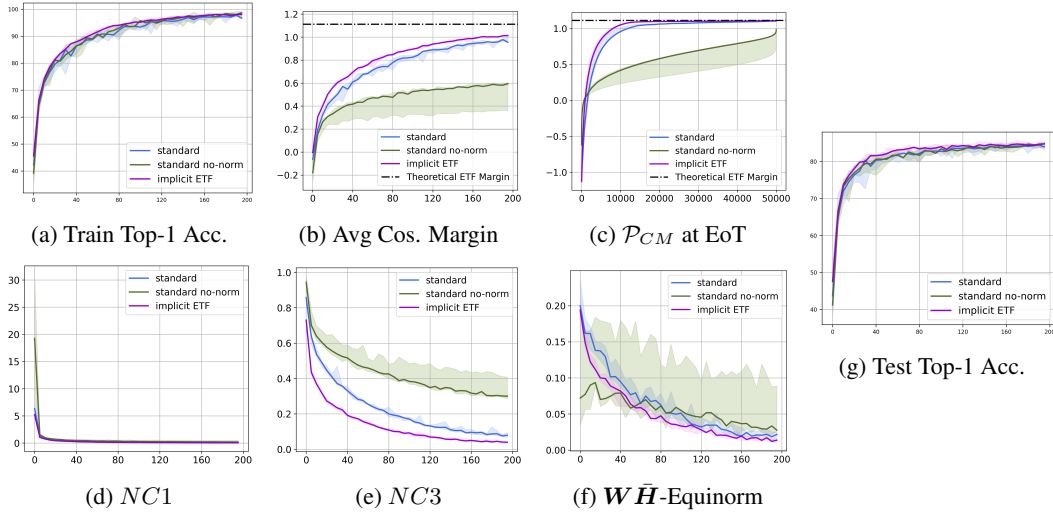 100
90
80
70
60
50
40
0
40
80
120
160
200
standard
standard no-norm
implicit ETF
(a) Train Top-1 Acc.
1.2
1.0
0.8
0.6
0.4
0.2
0.0
−0.2
0
40
80
120
160
200
standard
standard no-norm
implicit ETF
Theoretical ETF Margin
(b) Avg Cos. Margin
1.0
0.5
0.0
−0.5
−1.0
0
10000
20000
30000
40000
50000
standard
standard no-norm
implicit ETF
Theoretical ETF Margin
(c) 𝒫CM at EoT
30
25
20
15
10
5
0
0
40
80
120
160
200
standard
standard no-norm
implicit ETF
(d) NC1
1.0
0.8
0.6
0.4
0.2
0.0
0
40
80
120
160
200
standard
standard no-norm
implicit ETF
(e) NC3
0.20
0.15
0.10
0.05
0.00
0
40
80
120
160
200
standard
standard no-norm
implicit ETF
(f) WH̄-Equinorm
80
70
60
50
40
0
40
80
120
160
200
standard
standard no-norm
implicit ETF
(g) Test Top-1 Acc.